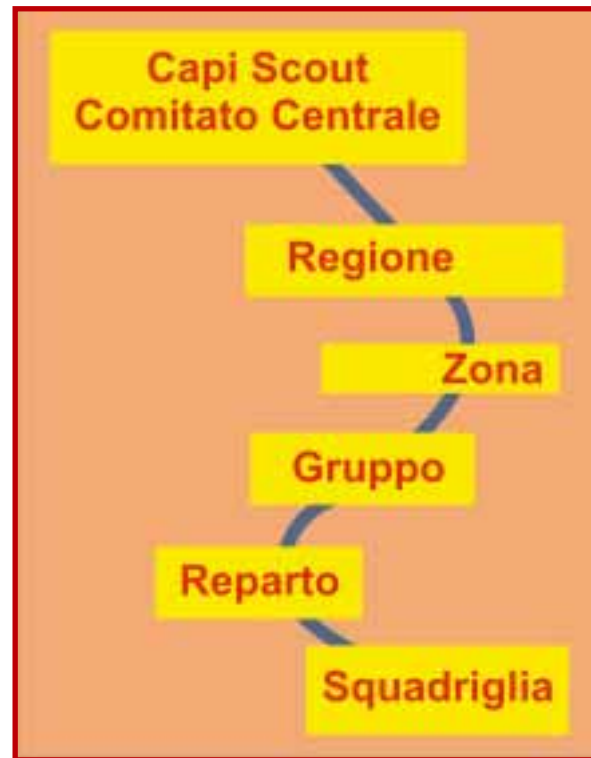 Capi Scout
Comitato Centrale
Regione
Zona
Gruppo
Reparto
Squadriglia